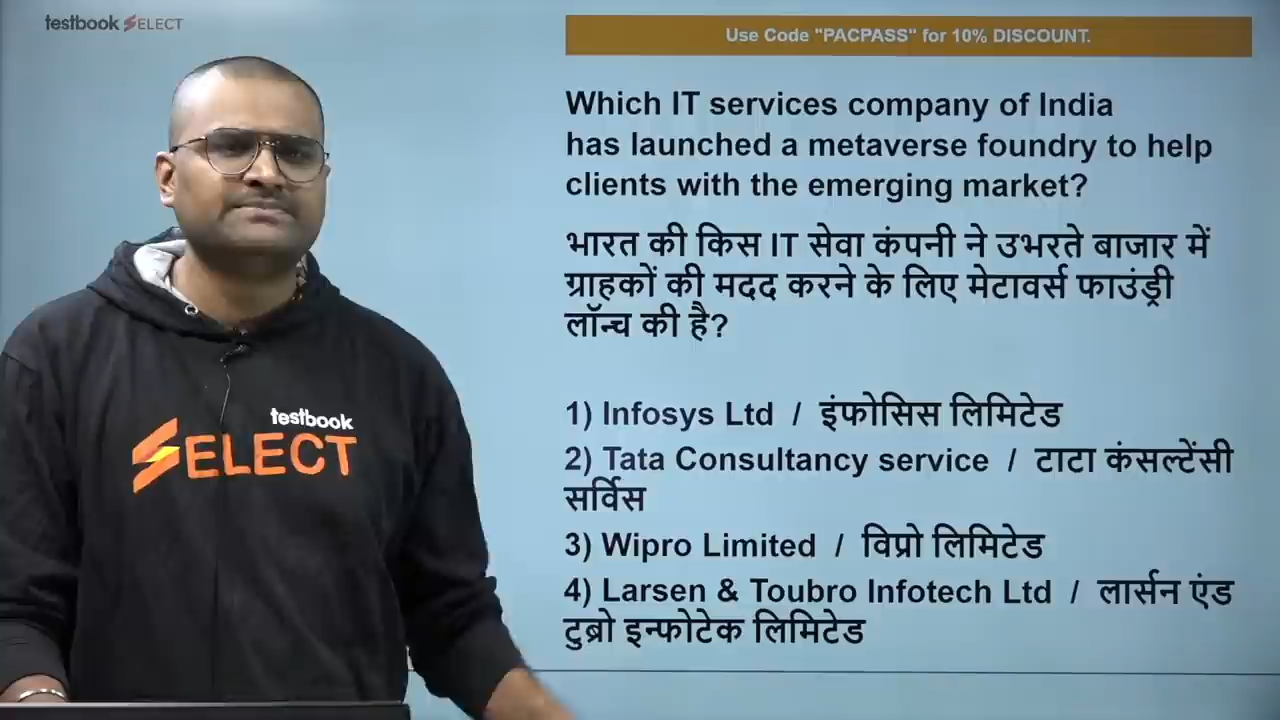 testbook SELECT
Use Code "PACPASS" for 10% DISCOUNT.
Which IT services company of India
has launched a metaverse foundry to help
clients with the emerging market?
भारत की किस IT सेवा कंपनी ने उभरते बाजार में
ग्राहकों की मदद करने के लिए मेटावर्स फाउंड्री
लॉन्च की है?
1) Infosys Ltd / इंफोसिस लिमिटेड
2) Tata Consultancy service / टाटा कंसल्टेंसी
सर्विस
3) Wipro Limited / विप्रो लिमिटेड
4) Larsen & Toubro Infotech Ltd / लार्सन एंड
टुब्रो इन्फोटेक लिमिटेड
testbook
SELECT